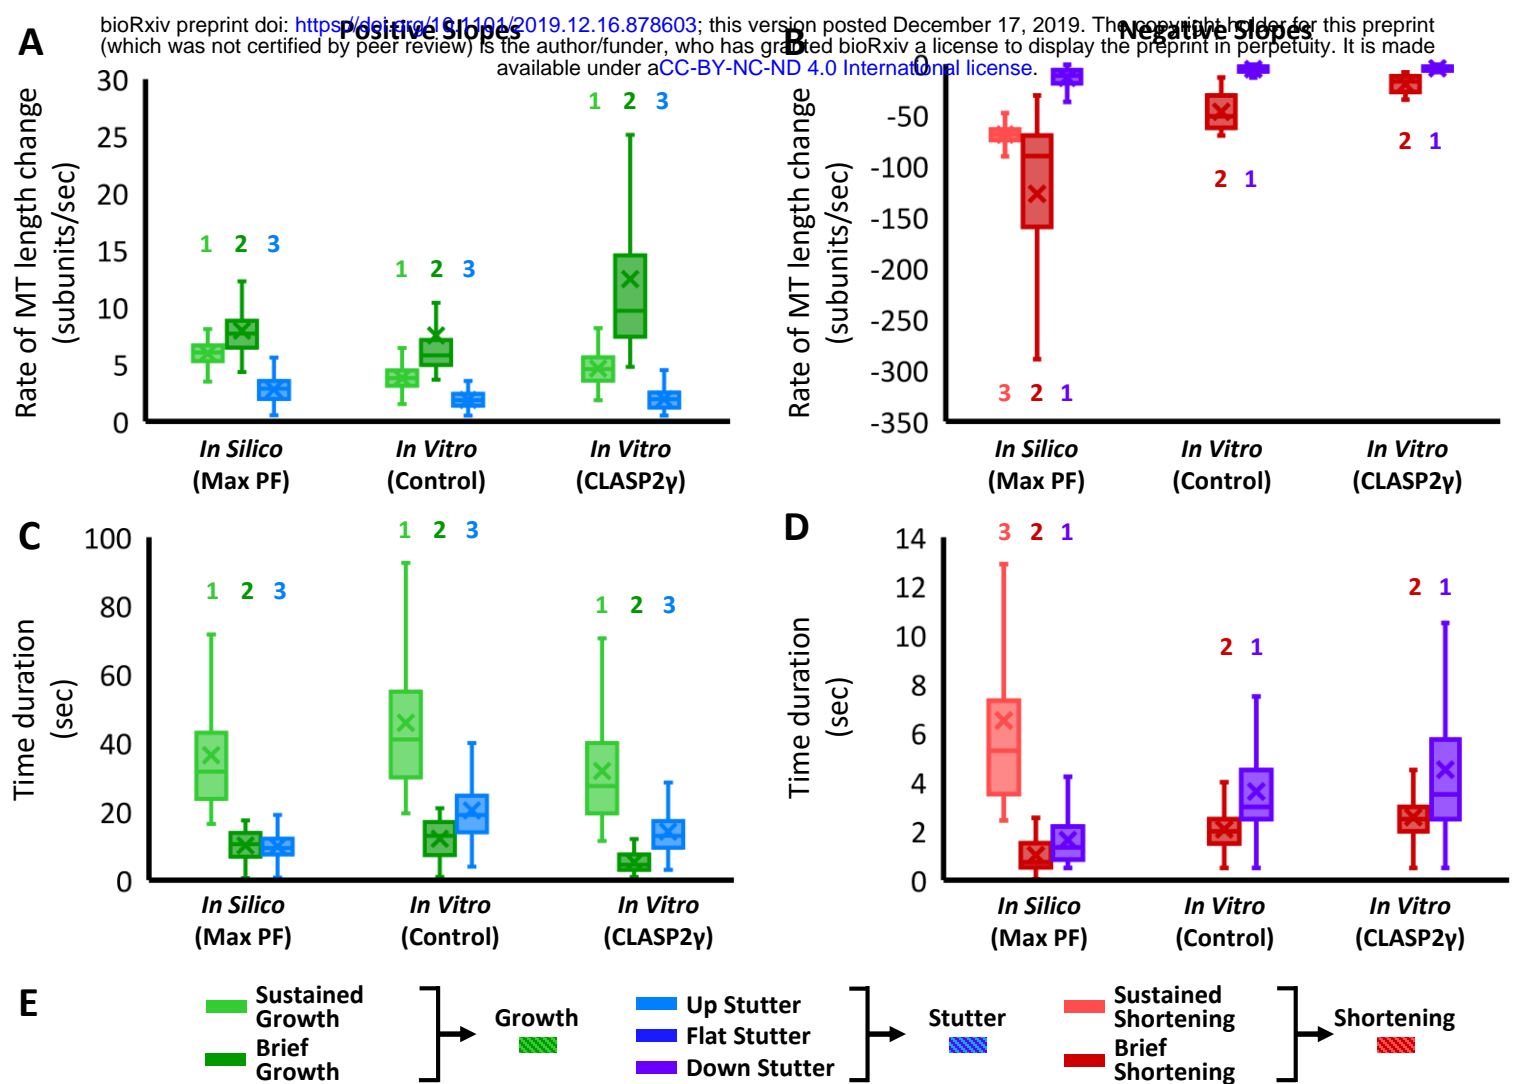 bioRxiv preprint doi: https://doi.org/10.1101/2019.12.16.878603; this version posted December 17, 2019. The copyright holder for this preprint
(which was not certified by peer review) is the author/funder, who has granted bioRxiv a license to display the preprint in perpetuity. It is made
available under aCC-BY-NC-ND 4.0 International license.
A
Positive Slopes
Rate of MT length change
(subunits/sec)
30
25
20
15
10
5
0
1 2 3
1 2 3
1 2 3
In Silico
(Max PF)
In Vitro
(Control)
In Vitro
(CLASP2γ)
B
Negative Slopes
Rate of MT length change
(subunits/sec)
0
-50
-100
-150
-200
-250
-300
-350
3 2 1
2 1
2 1
In Silico
(Max PF)
In Vitro
(Control)
In Vitro
(CLASP2γ)
C
Time duration
(sec)
100
80
60
40
20
0
1 2 3
1 2 3
1 2 3
In Silico
(Max PF)
In Vitro
(Control)
In Vitro
(CLASP2γ)
D
Time duration
(sec)
14
12
10
8
6
4
2
0
3 2 1
2 1
2 1
In Silico
(Max PF)
In Vitro
(Control)
In Vitro
(CLASP2γ)
E
Sustained
Growth
Brief
Growth
Growth
Up Stutter
Flat Stutter
Down Stutter
Stutter
Sustained
Shortening
Brief
Shortening
Shortening